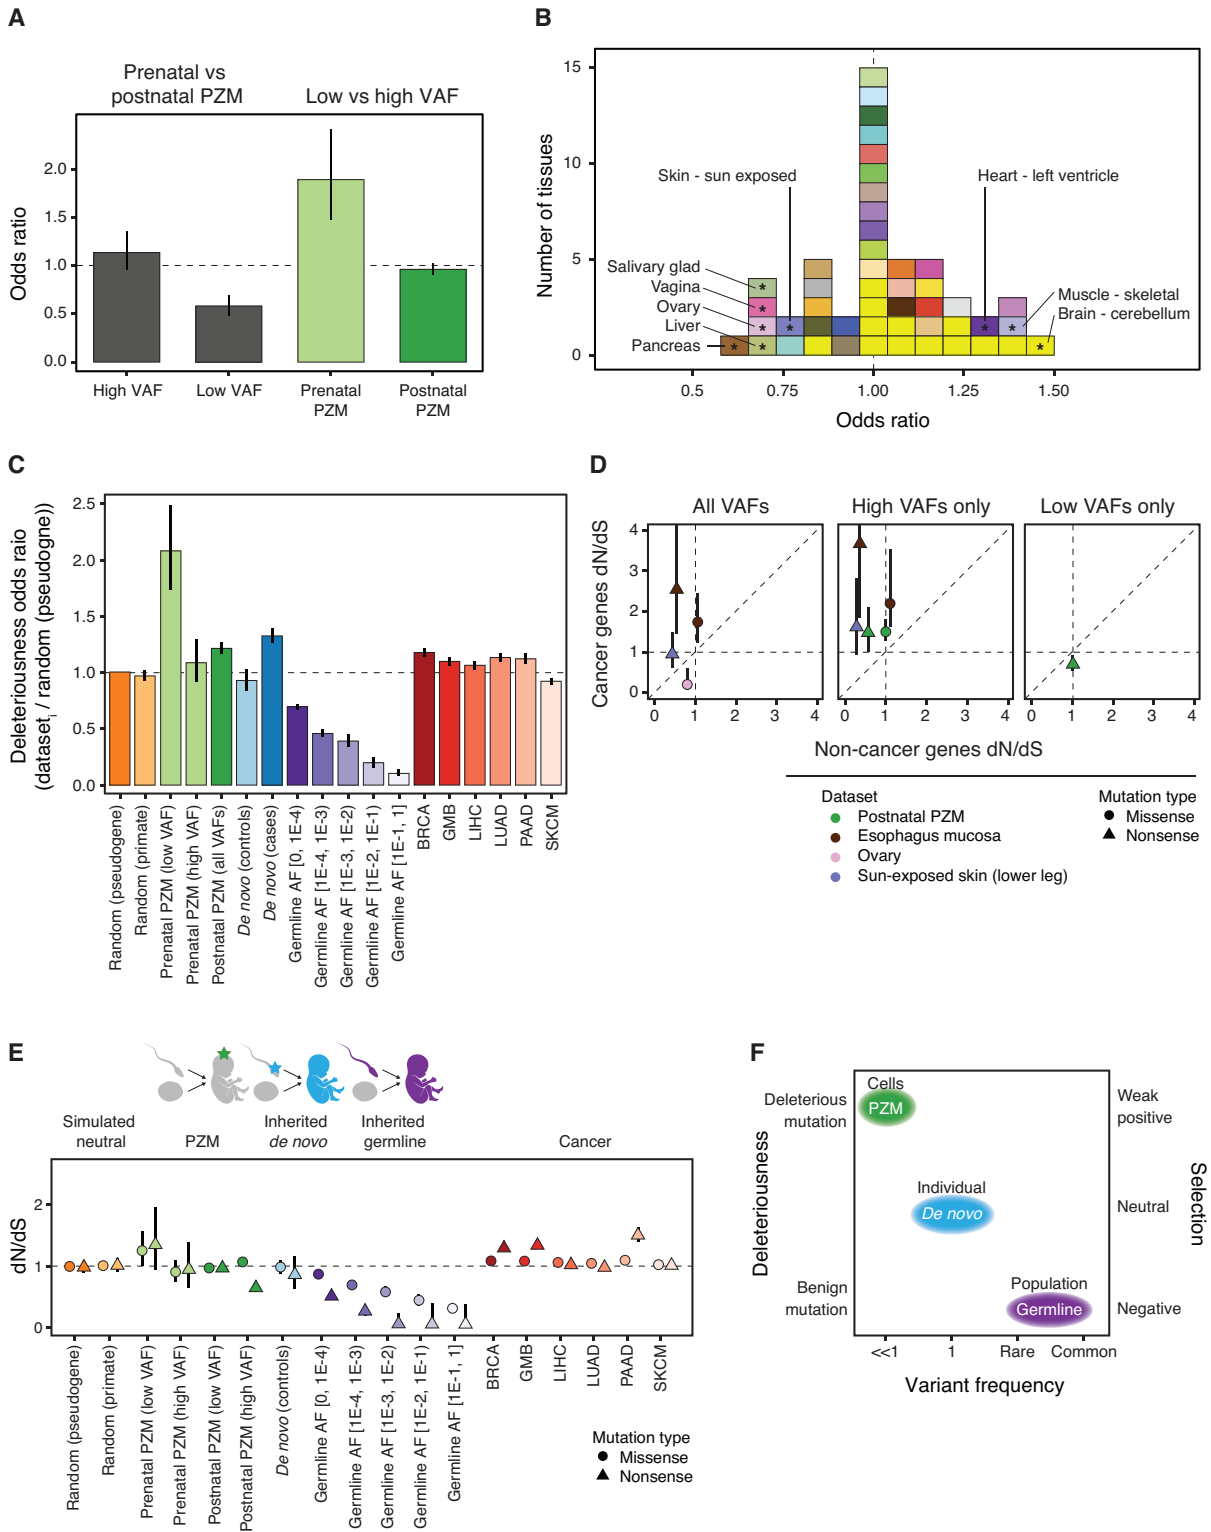 A
Prenatal vs
postnatal PZM
Low vs high VAF
Odds ratio
2.0
1.5
1.0
0.5
0.0
High VAF
Low VAF
Prenatal
PZM
Postnatal
PZM
B
Number of tissues
15
10
5
0
Skin - sun exposed
Heart - left ventricle
Salivary glad
Vagina
Ovary
Liver
Pancreas
Muscle - skeletal
Brain - cerebellum
* * * * * * * * *
0.5
0.75
1.00
1.25
1.50
Odds ratio
C
Deleteriousness odds raio
(dataset i / random (pseudogne))
2.5
2.0
1.5
1.0
0.5
0.0
Random (pseudogene)
Random (primate)
Prenatal PZM (low VAF)
Prenatal PZM (high VAF)
Postnatal PZM (all VAFs)
De novo (controls)
De novo (cases)
Germline AF [0, 1E-4)
Germline AF [1E-4, 1E-3)
Germline AF [1E-3, 1E-2)
Germline AF [1E-2, 1E-1)
Germline AF [1E-1, 1]
BRCA
GMB
LIHC
LUAD
PAAD
SKCM
D
All VAFs
High VAFs only
Low VAFs only
Cancer genes dN/dS
4
3
2
1
0
0 1 2 3 4
0 1 2 3 4
0 1 2 3 4
Non-cancer genes dN/dS
Dataset
Postnatal PZM
Esophagus mucosa
Ovary
Sun-exposed skin (lower leg)
Mutation type
Missense
Nonsense
E
Simulated
neutral
PZM
Inherited
de novo
Inherited
germline
Cancer
dN/dS
2
1
0
Random (pseudogene)
Random (primate)
Prenatal PZM (low VAF)
Prenatal PZM (high VAF)
Postnatal PZM (low VAF)
Postnatal PZM (high VAF)
De novo (controls)
Germline AF [0, 1E-4)
Germline AF [1E-4, 1E-3)
Germline AF [1E-3, 1E-2)
Germline AF [1E-2, 1E-1)
Germline AF [1E-1, 1]
BRCA
GMB
LIHC
LUAD
PAAD
SKCM
Mutation type
Missense
Nonsense
F
Deleteriousness
Deleterious
mutation
Benign
mutation
Cells
PZM
Individual
De novo
Population
Germline
Weak
positive
Neutral
Negative
Selection
<<1
1
Rare
Common
Variant frequency